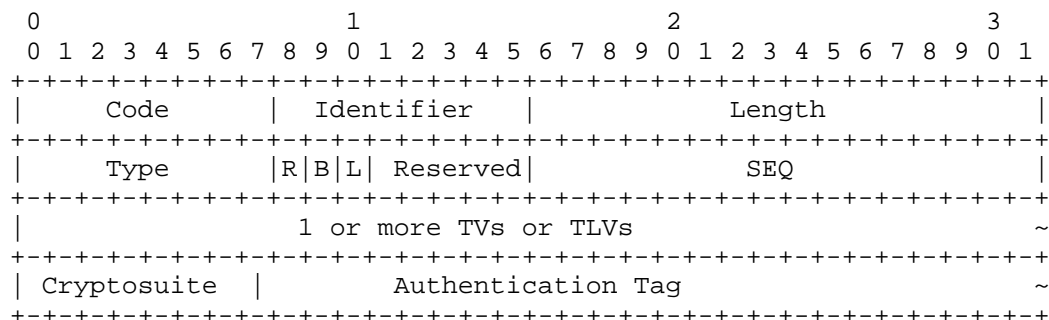 0                   1                   2                   3
 0 1 2 3 4 5 6 7 8 9 0 1 2 3 4 5 6 7 8 9 0 1 2 3 4 5 6 7 8 9 0 1
+-+-+-+-+-+-+-+-+-+-+-+-+-+-+-+-+-+-+-+-+-+-+-+-+-+-+-+-+-+-+-+-+
|     Code      |  Identifier   |            Length             |
+-+-+-+-+-+-+-+-+-+-+-+-+-+-+-+-+-+-+-+-+-+-+-+-+-+-+-+-+-+-+-+-+
|     Type      |R|B|L| Reserved|             SEQ               |
+-+-+-+-+-+-+-+-+-+-+-+-+-+-+-+-+-+-+-+-+-+-+-+-+-+-+-+-+-+-+-+-+
|                 1 or more TVs or TLVs                         ~
+-+-+-+-+-+-+-+-+-+-+-+-+-+-+-+-+-+-+-+-+-+-+-+-+-+-+-+-+-+-+-+-+
| Cryptosuite  |        Authentication Tag                      ~
+-+-+-+-+-+-+-+-+-+-+-+-+-+-+-+-+-+-+-+-+-+-+-+-+-+-+-+-+-+-+-+-+